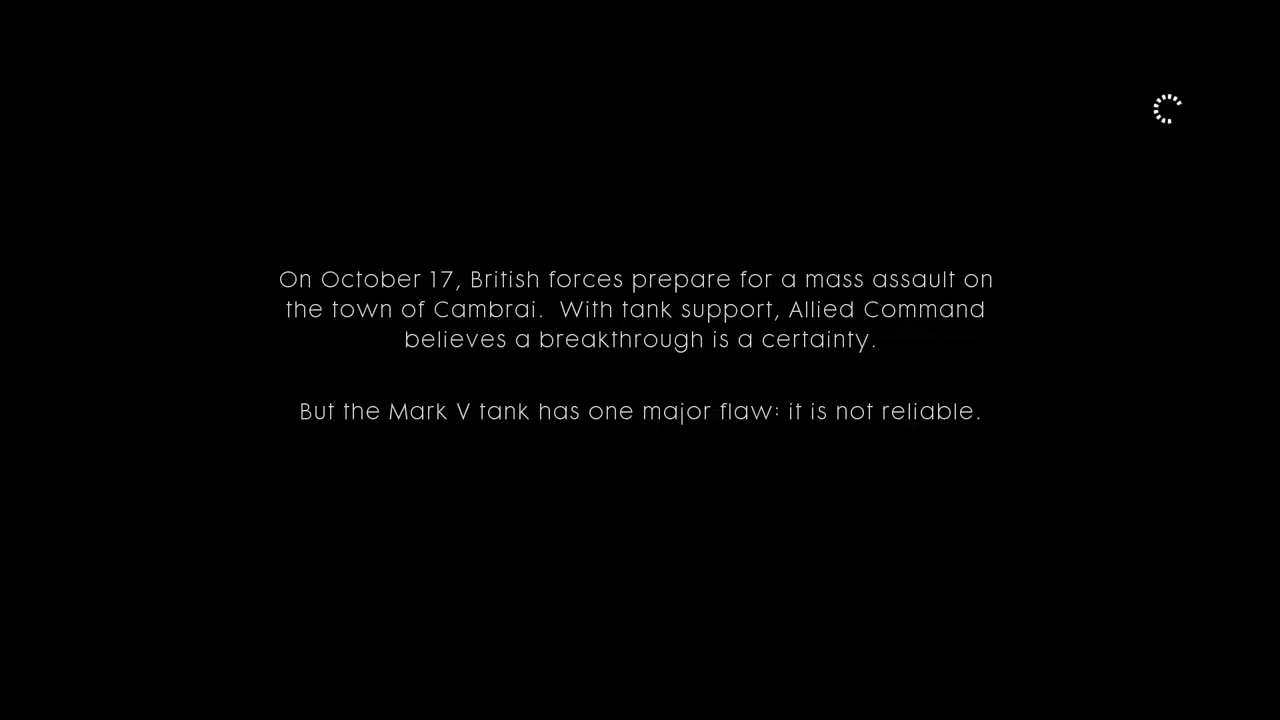 On October 17, British forces prepare for a mass assault on
the town of Cambrai.  With tank support, Allied Command
believes a breakthrough is a certainty.
But the Mark V tank has one major flaw: it is not reliable.